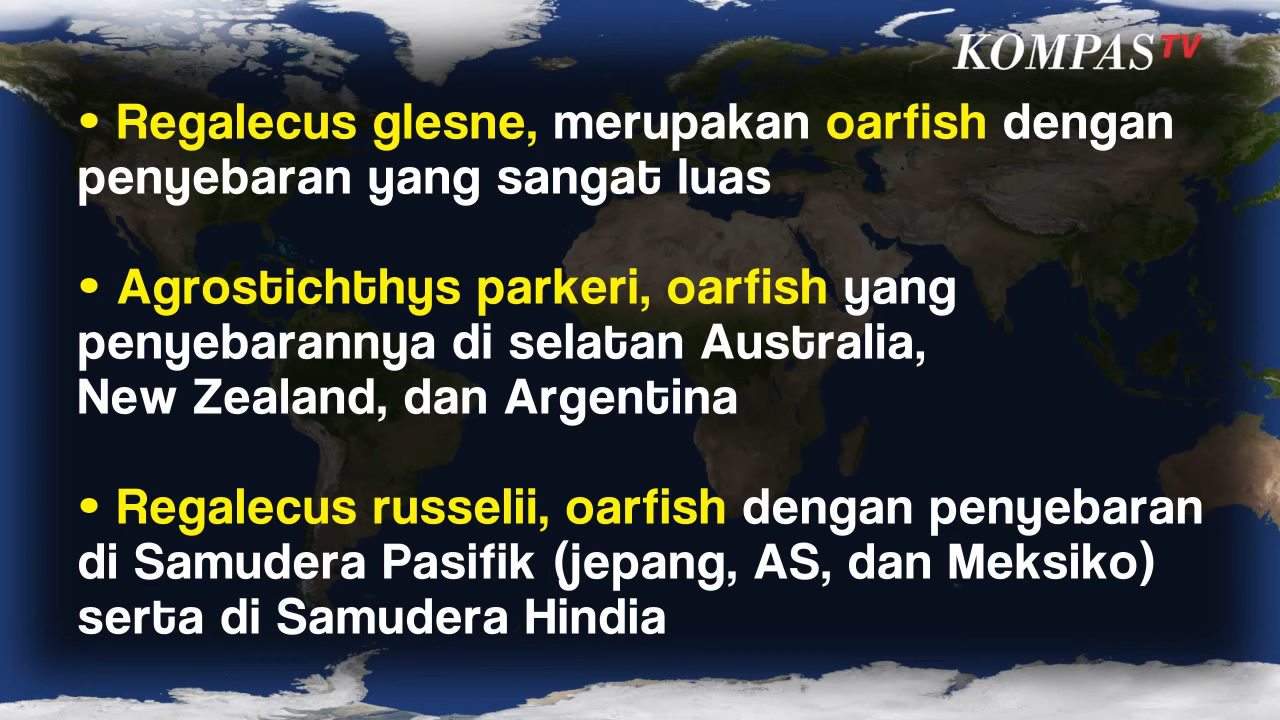 KOMPASTV
• Regalecus glesne, merupakan oarfish dengan
penyebaran yang sangat luas
• Agrostichthys parkeri, oarfish yang
penyebarannya di selatan Australia,
New Zealand, dan Argentina
• Regalecus russelii, oarfish dengan penyebaran
di Samudera Pasifik (jepang, AS, dan Meksiko)
serta di Samudera Hindia